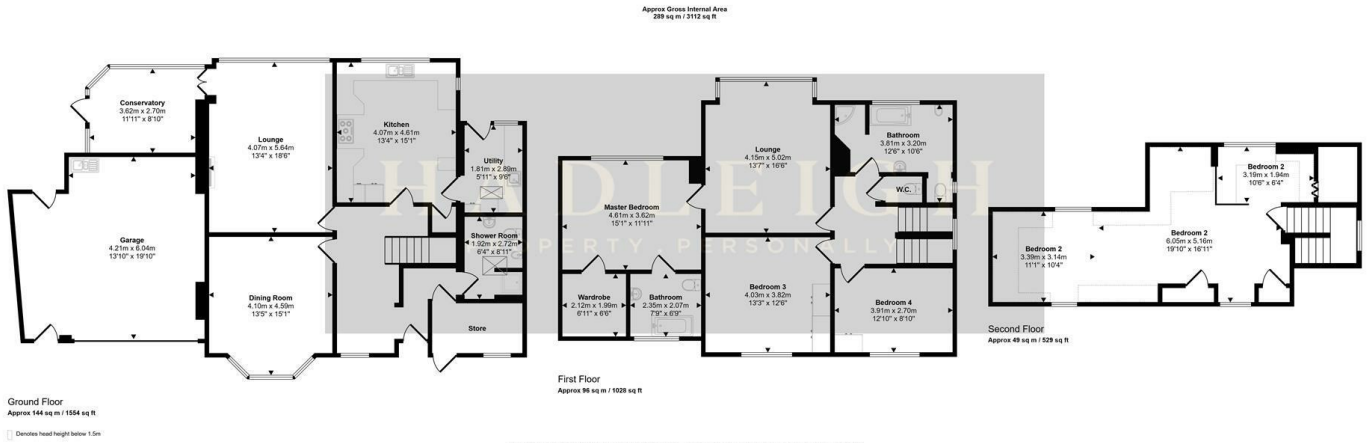 Approx Gross Internal Area
289 sq m / 3112 sq ft
Conservatory
3.62m x 2.70m
11'11" x 8'10"
Lounge
4.07m x 5.64m
13'4" x 18'6"
Kitchen
4.07m x 4.61m
13'4" x 15'1"
Utility
1.81m x 2.89m
5'11" x 9'6"
Garage
4.21m x 6.04m
13'10" x 19'10"
Dining Room
4.10m x 4.59m
13'5" x 15'1"
Shower Room
1.92m x 2.72m
6'4" x 8'11"
Store
Ground Floor
Approx 144 sq m / 1554 sq ft
Denotes head height below 1.5m
HADLEIGH
PROPERTY. PERSONALLY
Lounge
4.15m x 5.02m
13'7" x 16'6"
Bathroom
3.81m x 3.20m
12'6" x 10'6"
W.C.
Master Bedroom
4.61m x 3.62m
15'1" x 11'11"
Wardrobe
2.12m x 1.99m
6'11" x 6'6"
Bathroom
2.35m x 2.07m
7'9" x 6'9"
Bedroom 3
4.03m x 3.82m
13'3" x 12'6"
Bedroom 4
3.91m x 2.70m
12'10" x 8'10"
First Floor
Approx 96 sq m / 1028 sq ft
Bedroom 2
3.19m x 1.94m
10'6" x 6'4"
Bedroom 2
3.39m x 3.14m
11'1" x 10'4"
Bedroom 2
6.05m x 5.16m
19'10" x 16'11"
Second Floor
Approx 49 sq m / 529 sq ft